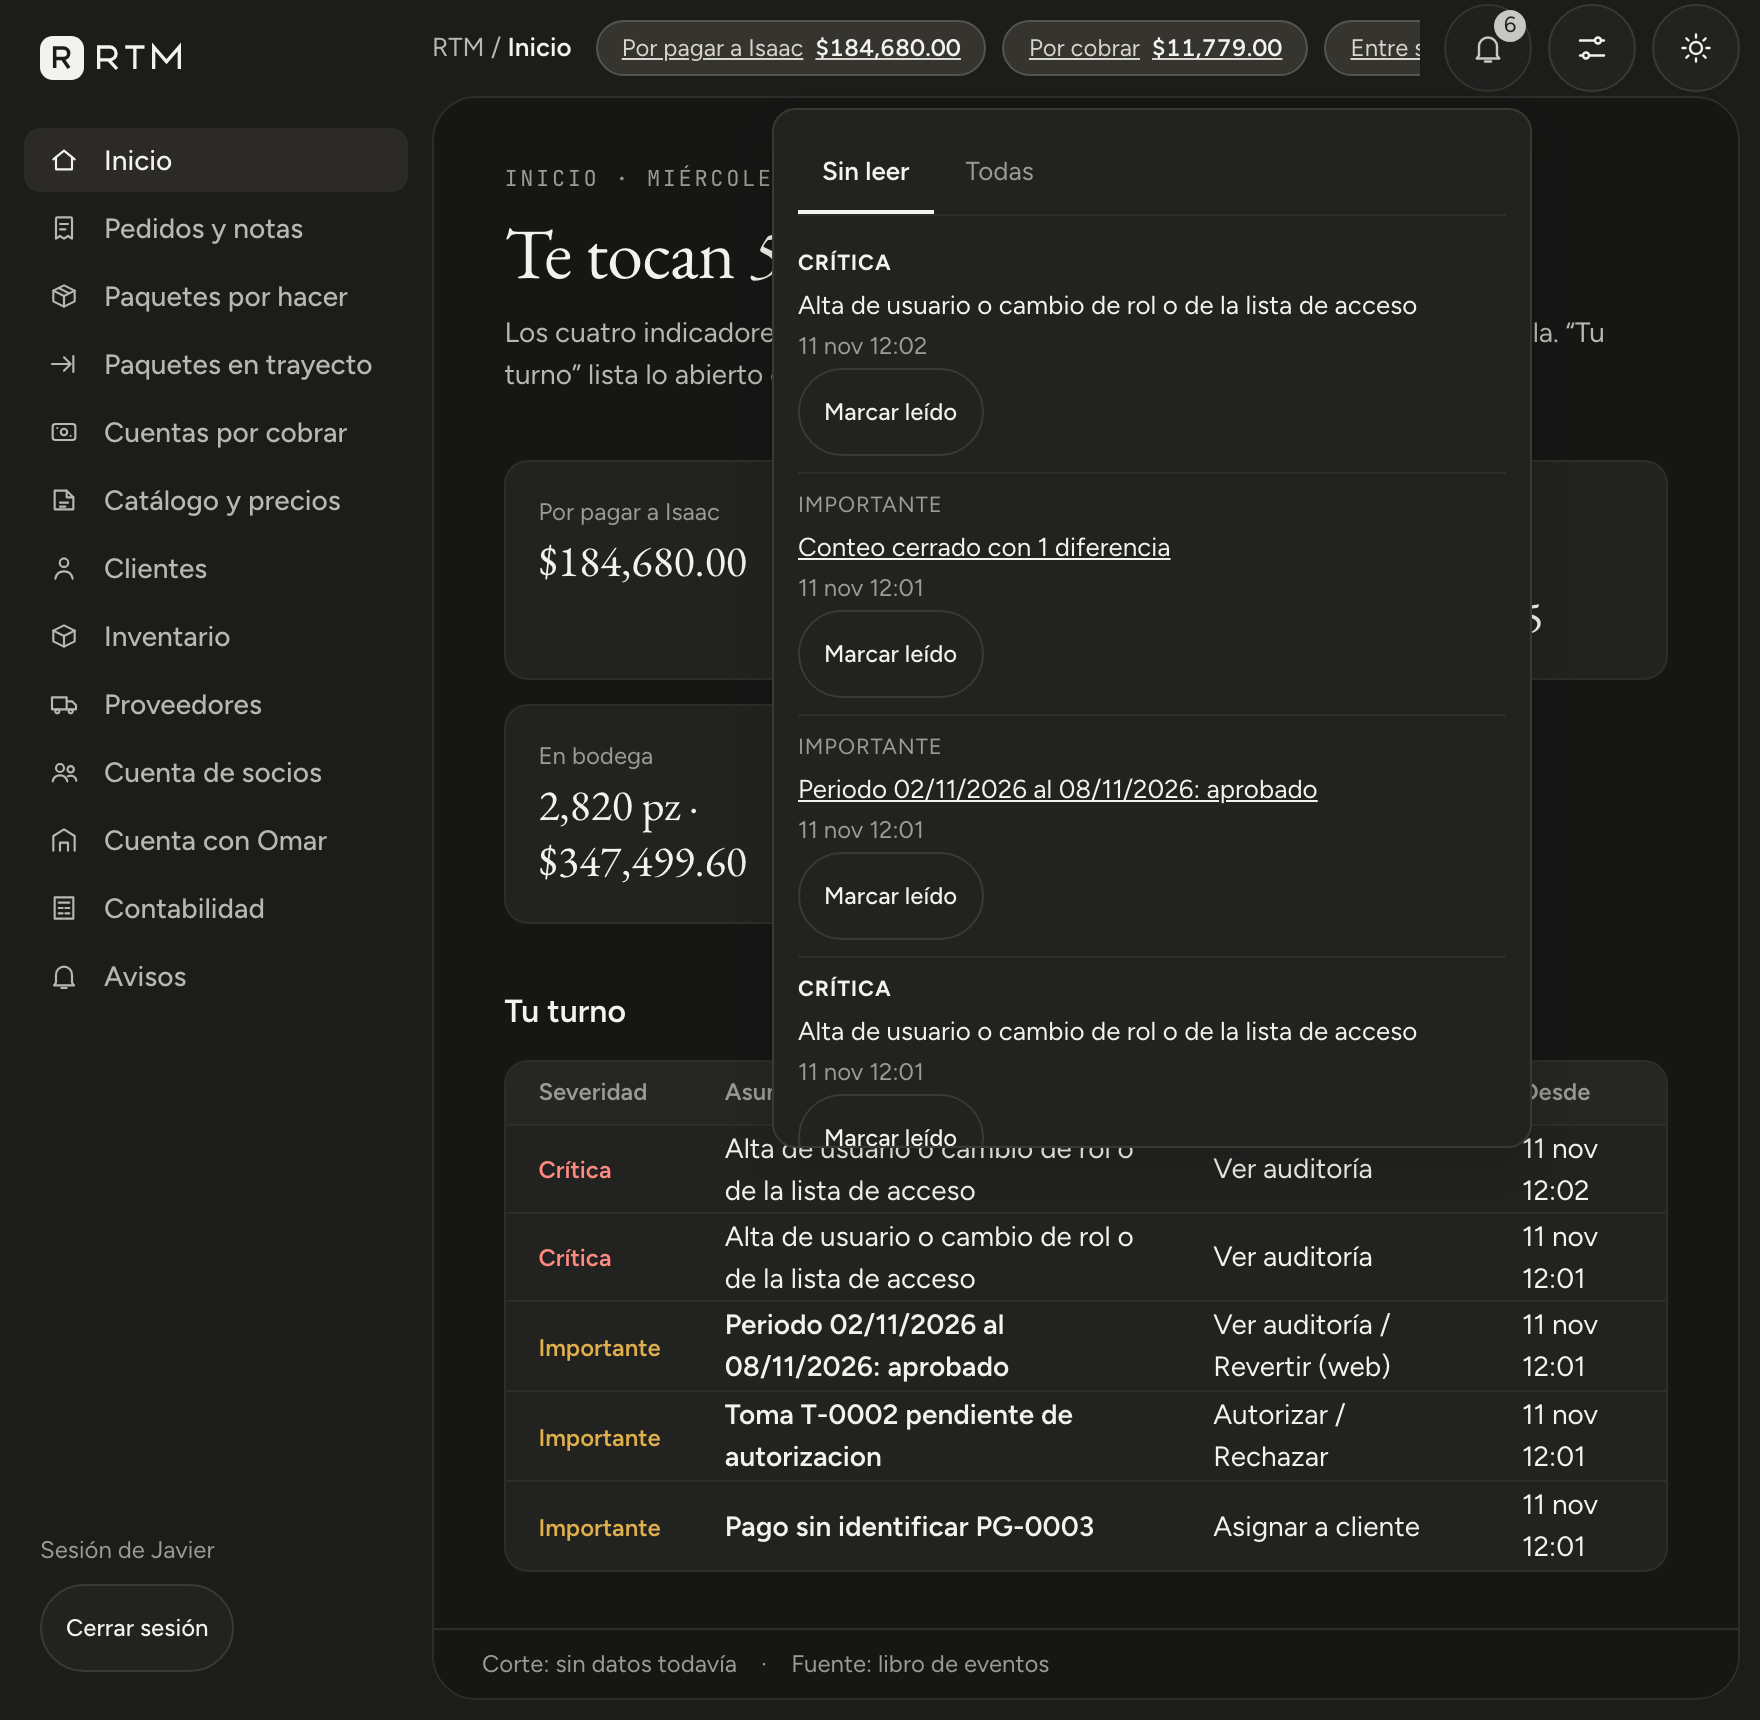 R RTM
RTM / Inicio
Por pagar a Isaac $184,680.00
Por cobrar $11,779.00
Entre
6
Inicio
Pedidos y notas
Paquetes por hacer
Paquetes en trayecto
Cuentas por cobrar
Catálogo y precios
Clientes
Inventario
Proveedores
Cuenta de socios
Cuenta con Omar
Contabilidad
Avisos
Sesión de Javier
Cerrar sesión
INICIO · MIÉRCOLE
Te tocan 5
Los cuatro indicadore
la. “Tu
turno” lista lo abierto
Por pagar a Isaac
$184,680.00
5
En bodega
2,820 pz ·
$347,499.60
Sin leer
Todas
CRÍTICA
Alta de usuario o cambio de rol o de la lista de acceso
11 nov 12:02
Marcar leído
IMPORTANTE
Conteo cerrado con 1 diferencia
11 nov 12:01
Marcar leído
IMPORTANTE
Periodo 02/11/2026 al 08/11/2026: aprobado
11 nov 12:01
Marcar leído
CRÍTICA
Alta de usuario o cambio de rol o de la lista de acceso
11 nov 12:01
Marcar leído
Tu turno
Severidad
Asun
Desde
Crítica
Alta de usuario o cambio de rol o
de la lista de acceso
Ver auditoría
11 nov
12:02
Crítica
Alta de usuario o cambio de rol o
de la lista de acceso
Ver auditoría
11 nov
12:01
Importante
Periodo 02/11/2026 al
08/11/2026: aprobado
Ver auditoría /
Revertir (web)
11 nov
12:01
Importante
Toma T-0002 pendiente de
autorizacion
Autorizar /
Rechazar
11 nov
12:01
Importante
Pago sin identificar PG-0003
Asignar a cliente
11 nov
12:01
Corte: sin datos todavía · Fuente: libro de eventos